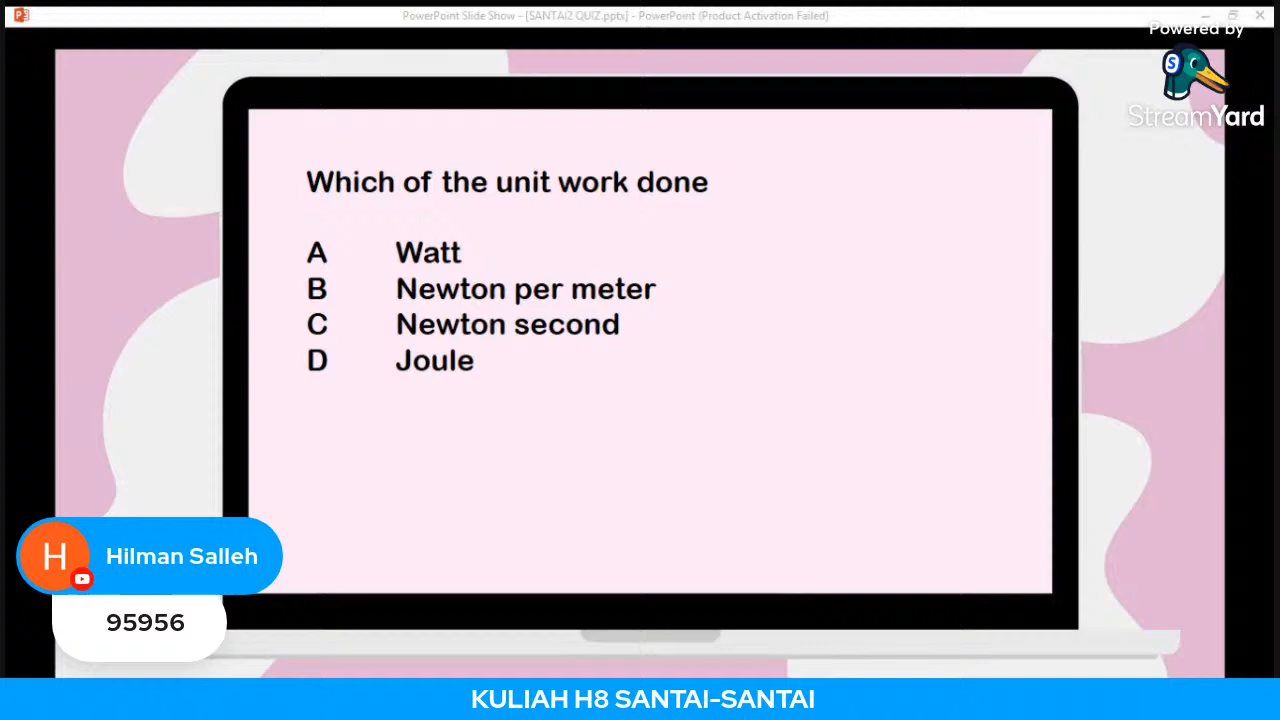 PowerPoint Slide Show - [SANTAI2 QUIZ.pptx] - PowerPoint (Product Activation Failed)
Powered by
StreamYard
Which of the unit work done
A Watt
B Newton per meter
C Newton second
D Joule
H Hilman Salleh
95956
KULIAH H8 SANTAI-SANTAI